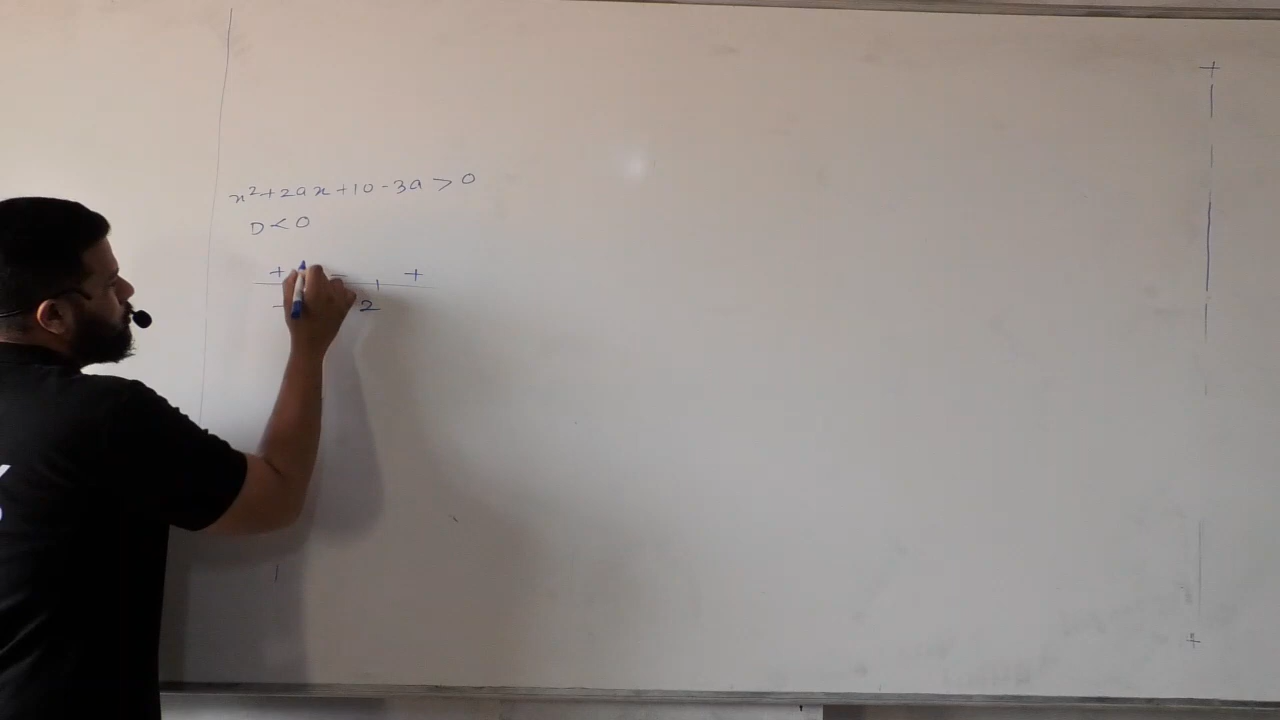 x²+2ax+10-3a>0
D<0
+ - +
- 2